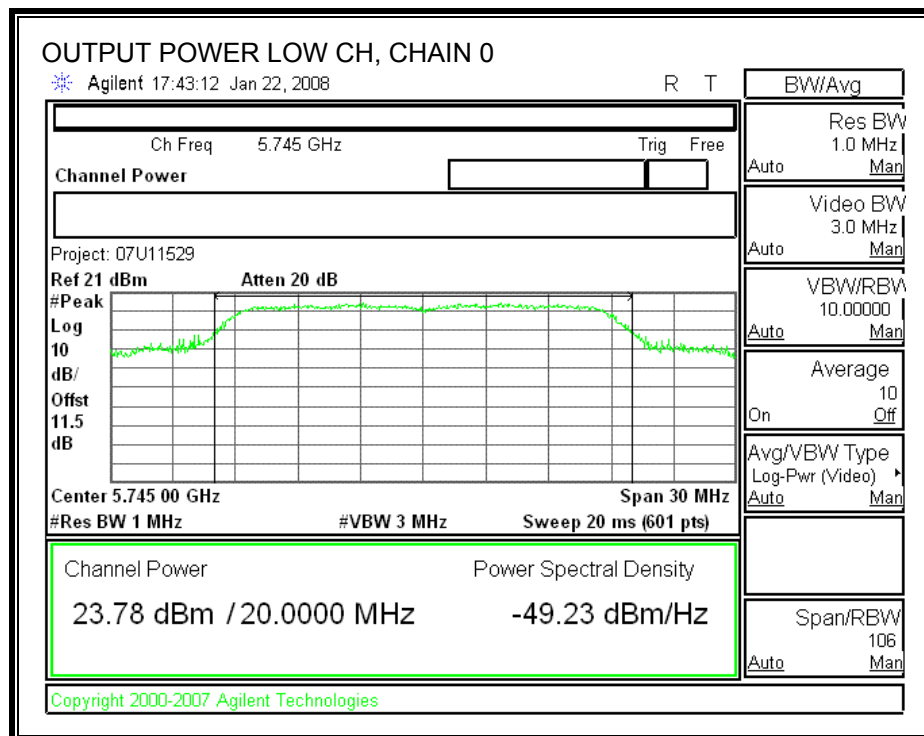 OUTPUT POWER LOW CH, CHAIN 0
Agilent 17:43:12 Jan 22, 2008 R T
Ch Freq 5.745 GHz Trig Free
Channel Power
Project: 07U11529
Ref 21 dBm Atten 20 dB
#Peak
Log
10
dB/
Offst
11.5
dB
Center 5.745 00 GHz Span 30 MHz
#Res BW 1 MHz #VBW 3 MHz Sweep 20 ms (601 pts)
Channel Power Power Spectral Density
23.78 dBm / 20.0000 MHz -49.23 dBm/Hz
Copyright 2000-2007 Agilent Technologies
BW/Avg
Res BW
1.0 MHz
Auto Man
Video BW
3.0 MHz
Auto Man
VBW/RBW
10.00000
Auto Man
Average
10
On Off
Avg/VBW Type
Log-Pwr (Video)
Auto Man
Span/RBW
106
Auto Man